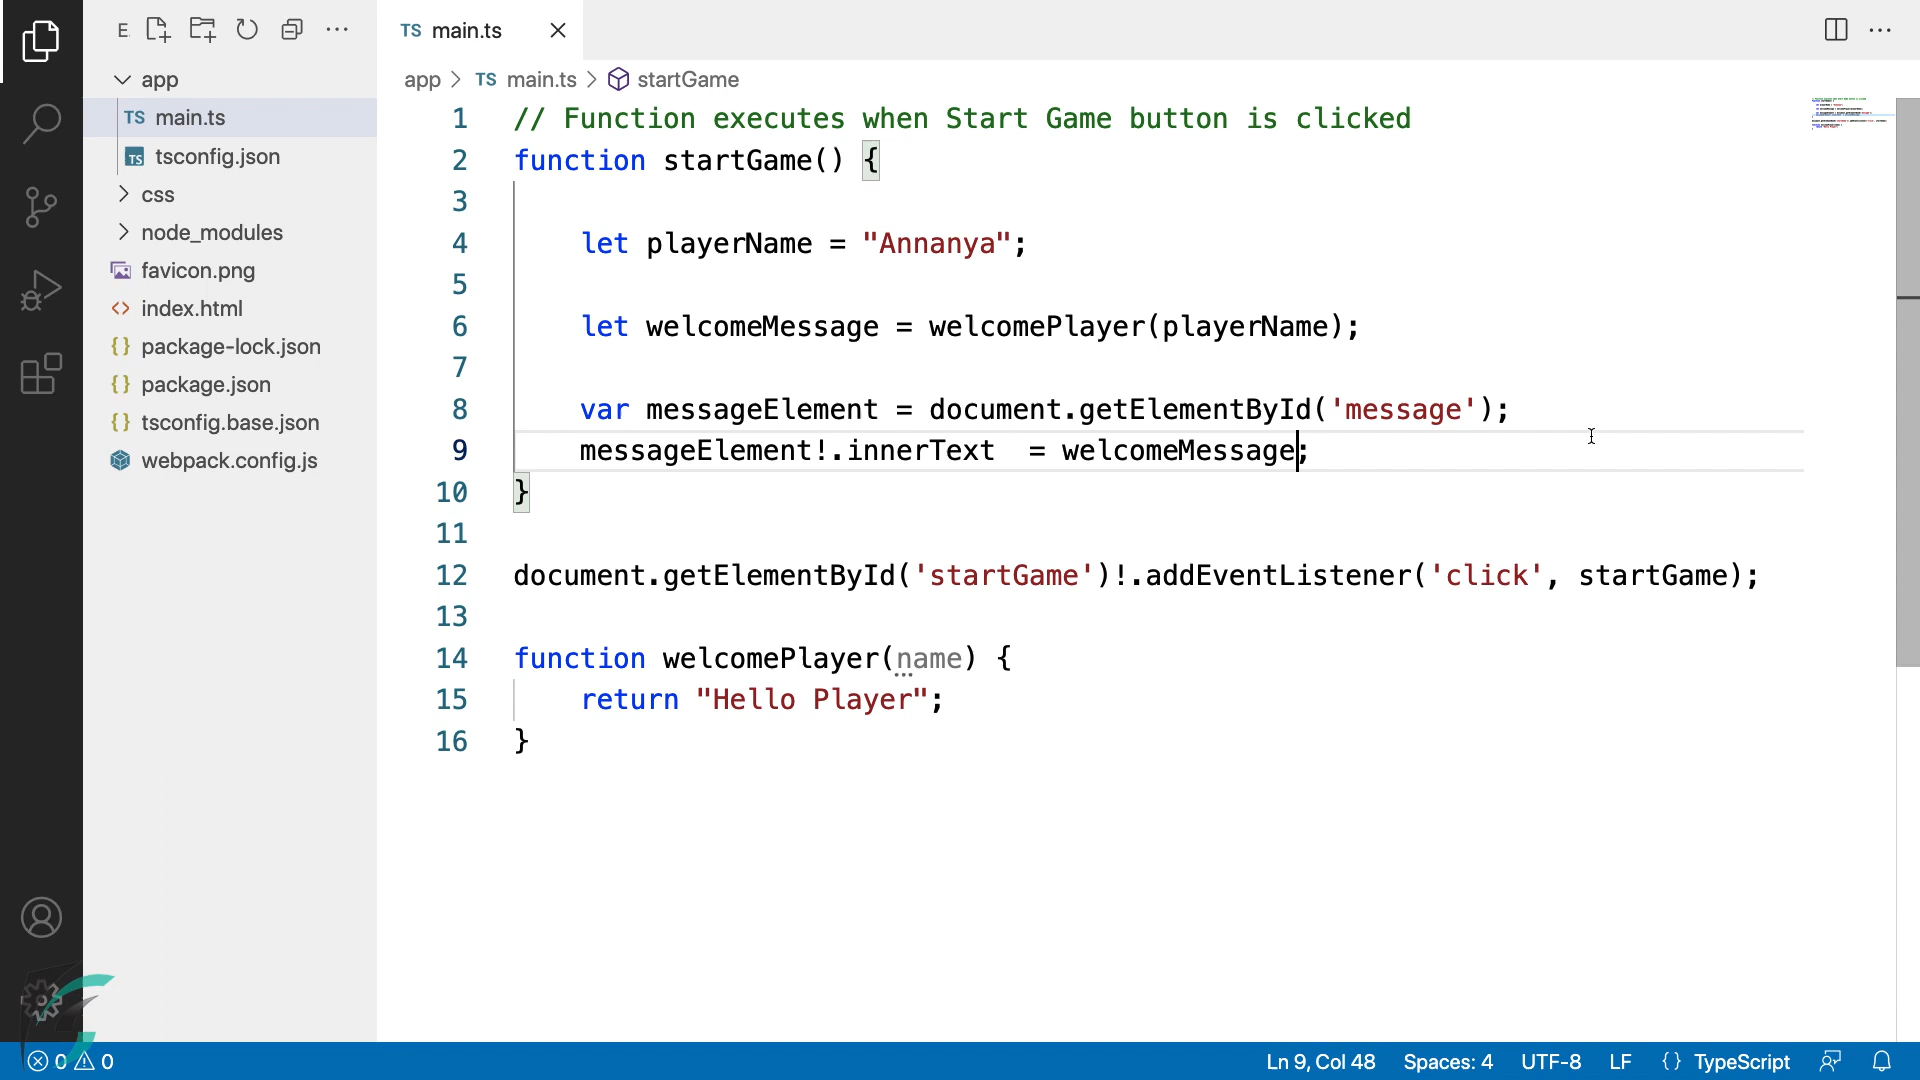 E
TS main.ts
app > TS main.ts > startGame
app
TS main.ts
TS tsconfig.json
css
node_modules
favicon.png
<> index.html
{} package-lock.json
{} package.json
{} tsconfig.base.json
webpack.config.js
1 // Function executes when Start Game button is clicked
2 function startGame() {
3
4 let playerName = "Annanya";
5
6 let welcomeMessage = welcomePlayer(playerName);
7
8 var messageElement = document.getElementById('message');
9 messageElement!.innerText  = welcomeMessage;
10 }
11
12 document.getElementById('startGame')!.addEventListener('click', startGame);
13
14 function welcomePlayer(name) {
15 return "Hello Player";
16 }
0 0 Ln 9, Col 48 Spaces: 4 UTF-8 LF {} TypeScript